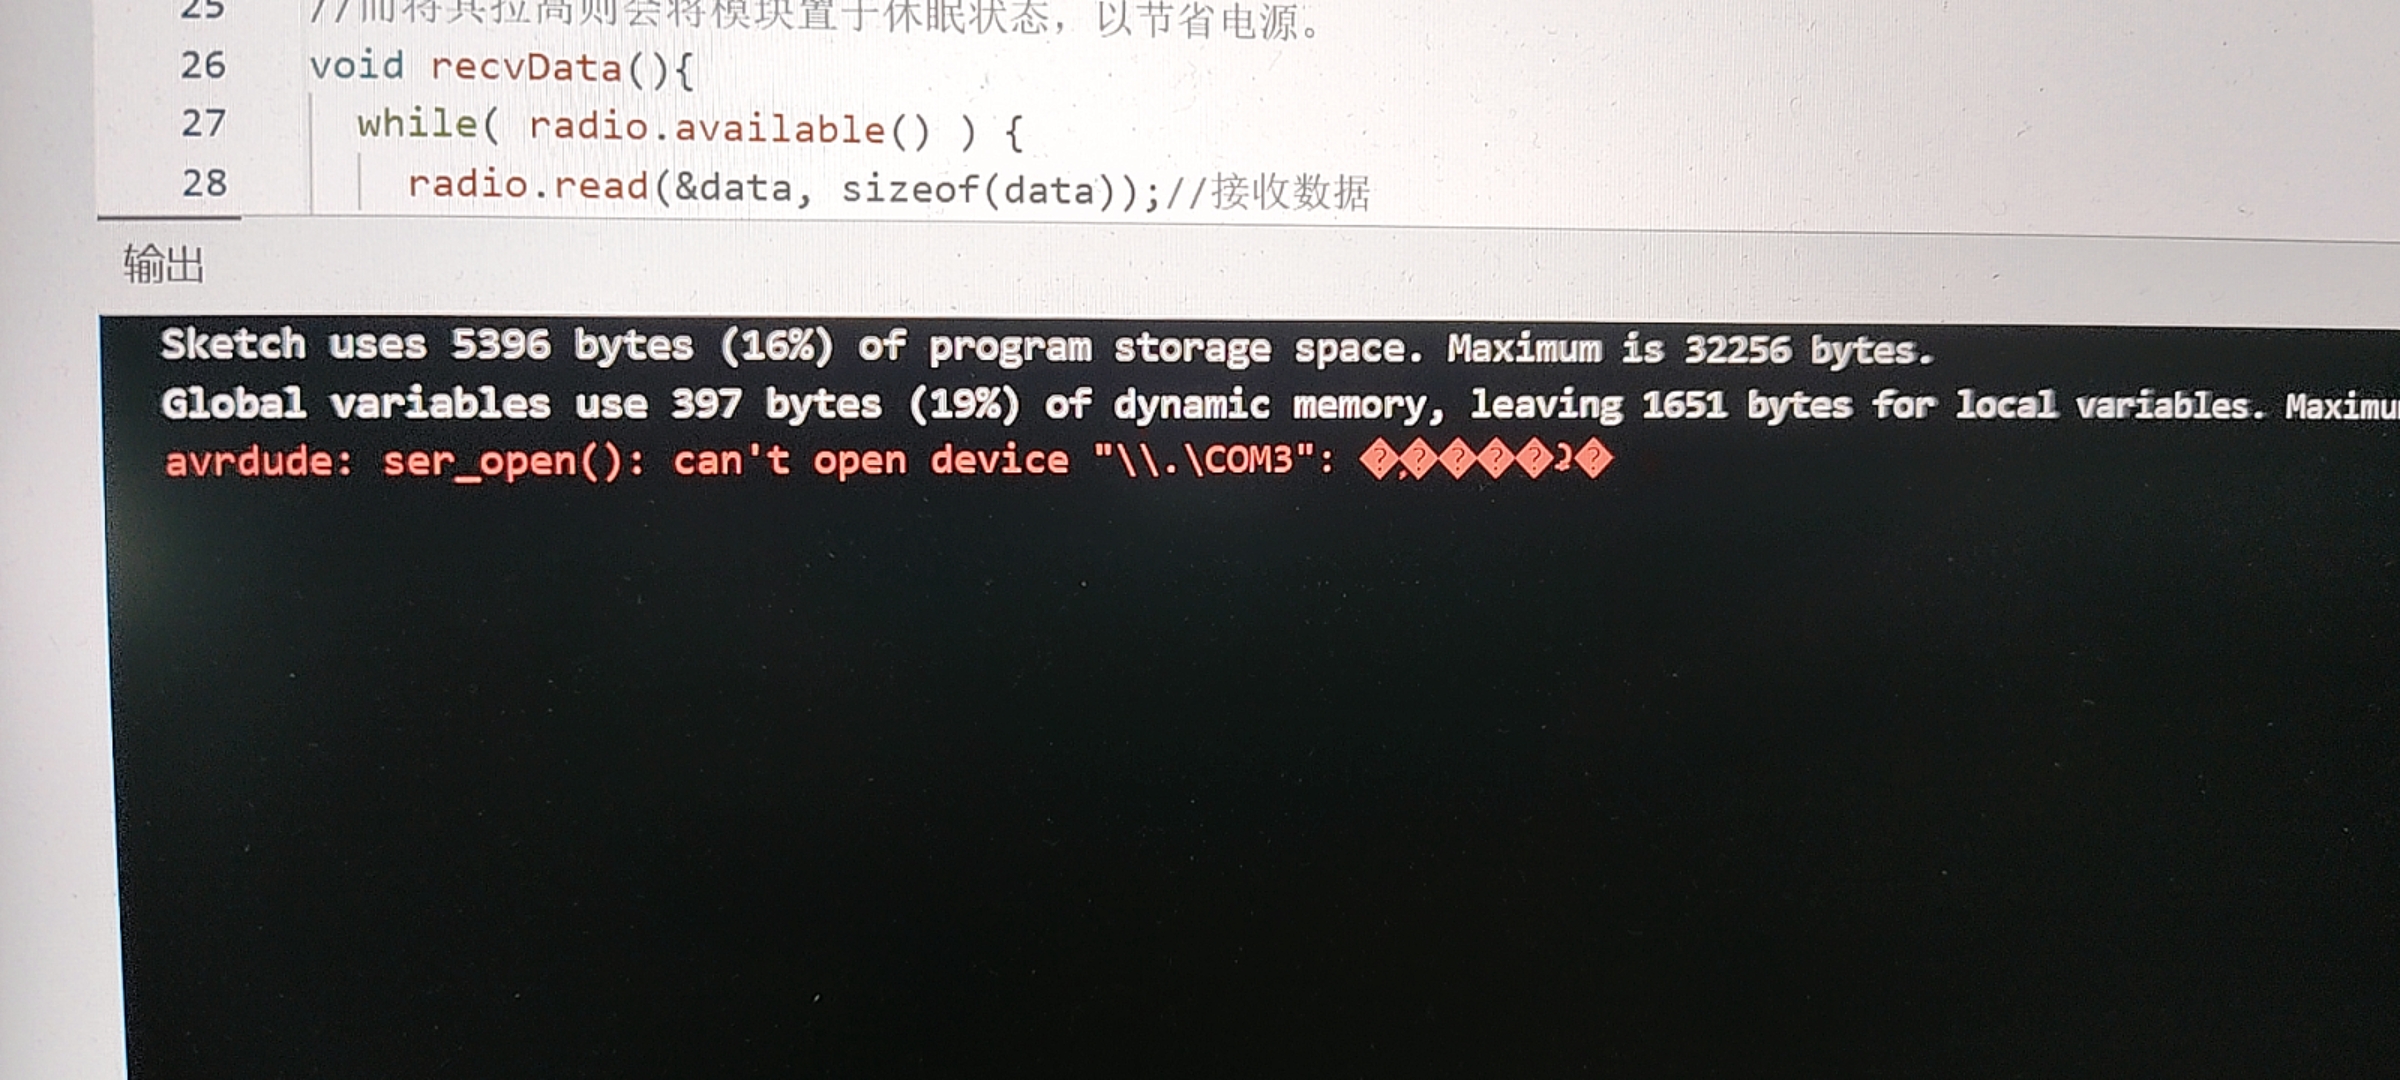 25 //而将其拉高则会将模块置于休眠状态，以节省电源。
26 void recvData(){
27 while( radio.available() ) {
28 radio.read(&data, sizeof(data));//接收数据
输出
Sketch uses 5396 bytes (16%) of program storage space. Maximum is 32256 bytes.
Global variables use 397 bytes (19%) of dynamic memory, leaving 1651 bytes for local variables. Maximu
avrdude: ser_open(): can't open device "\\.\COM3": �ܾ����ʡ�